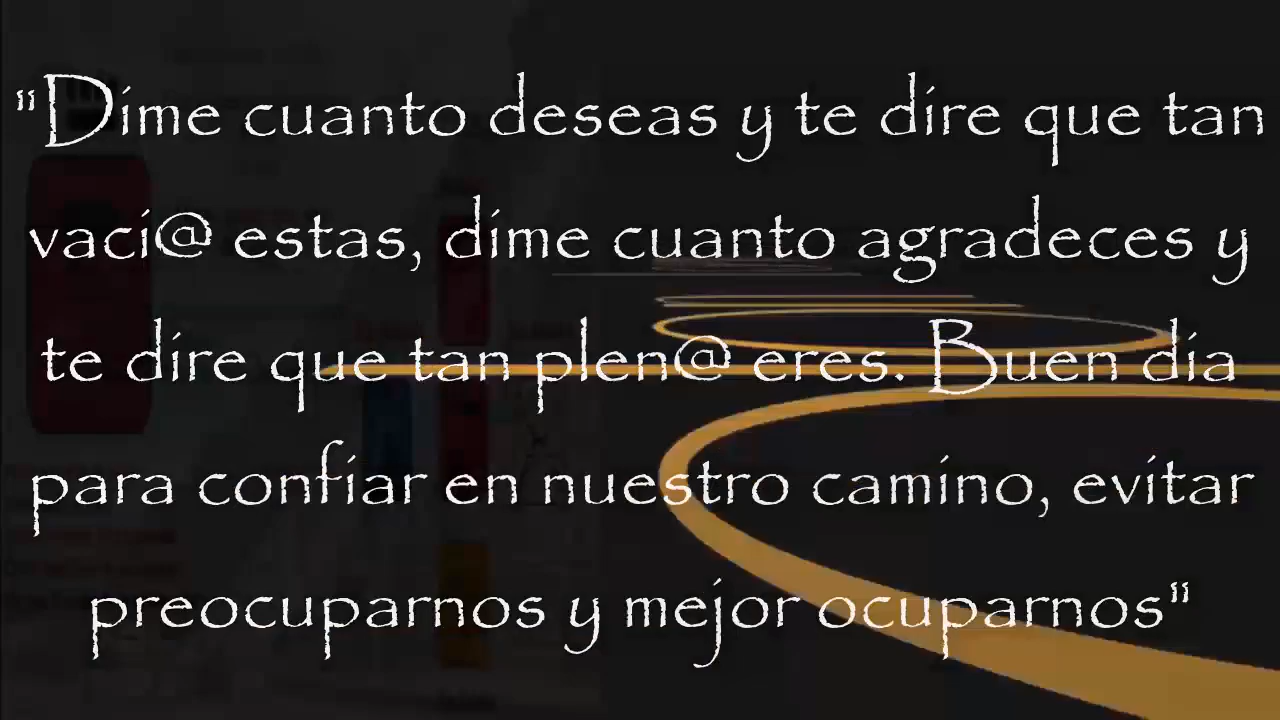 "Dime cuanto deseas y te dire que tan
vaci@ estas, dime cuanto agradeces y
te dire que tan plen@ eres. Buen dia
para confiar en nuestro camino, evitar
preocuparnos y mejor ocuparnos"